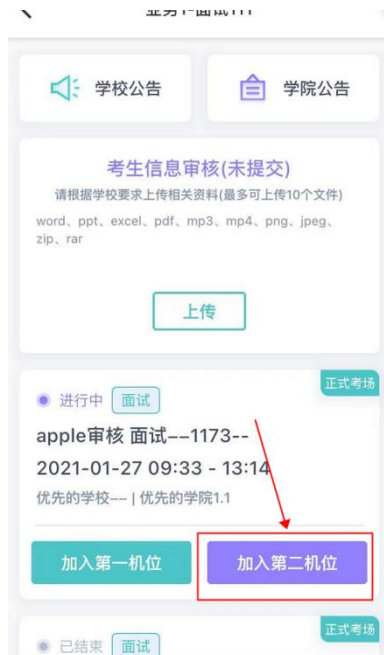 学校公告
学院公告
考生信息审核(未提交)
请根据学校要求上传相关资料(最多可上传10个文件)
word、ppt、excel、pdf、mp3、mp4、png、jpeg、
zip、rar
上传
正式考场
进行中 面试
apple审核 面试––1173--
2021-01-27 09:33 - 13:14
优先的学校–– | 优先的学院1.1
加入第一机位
加入第二机位
正式考场
已结束 面试